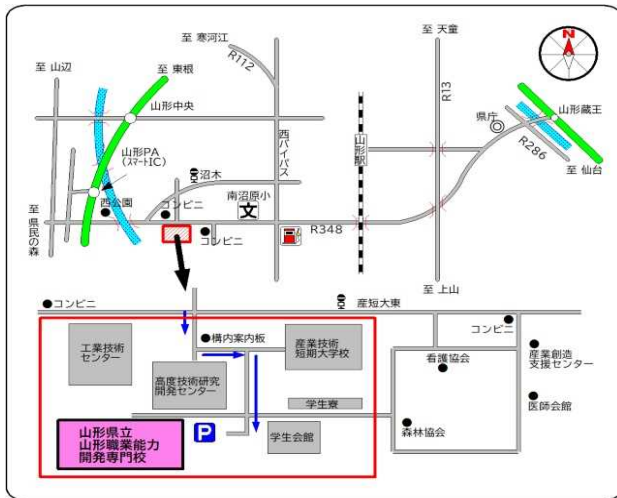 至 天童
至 寒河江
R112
N
至 山辺
至 東根
R13
山形中央
県庁
山形蔵王
西バイパス
山形駅
R286
山形PA
(スマートIC)
沼木
至 仙台
南沼原小
西公園
コンビニ
文
至 県民の森
コンビニ
R348
至 上山
コンビニ
産短大東
構内案内板
コンビニ
工業技術
センター
産業技術
短期大学校
看護協会
産業創造
支援センター
高度技術研究
開発センター
学生寮
医師会館
山形県立
山形職業能力
開発専門校
P
学生会館
森林協会